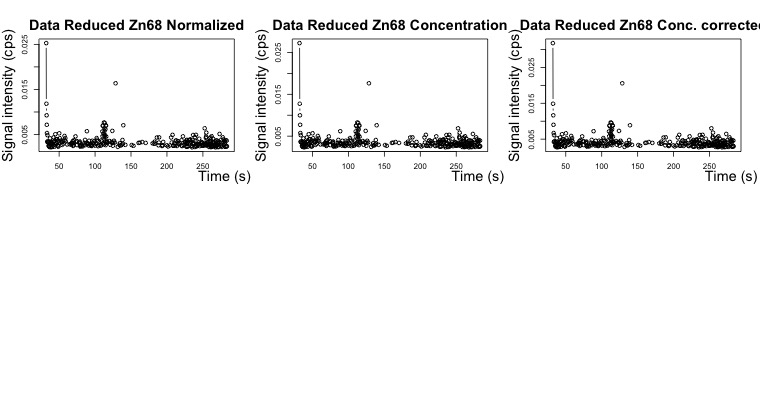 Data Reduced Zn68 Normalized
Signal intensity (cps)
0.005 0.015 0.025
50 100 150 200 250
Time (s)
Data Reduced Zn68 Concentration
Signal intensity (cps)
0.005 0.015 0.025
50 100 150 200 250
Time (s)
Data Reduced Zn68 Conc. corrected
Signal intensity (cps)
0.005 0.015 0.025
50 100 150 200 250
Time (s)